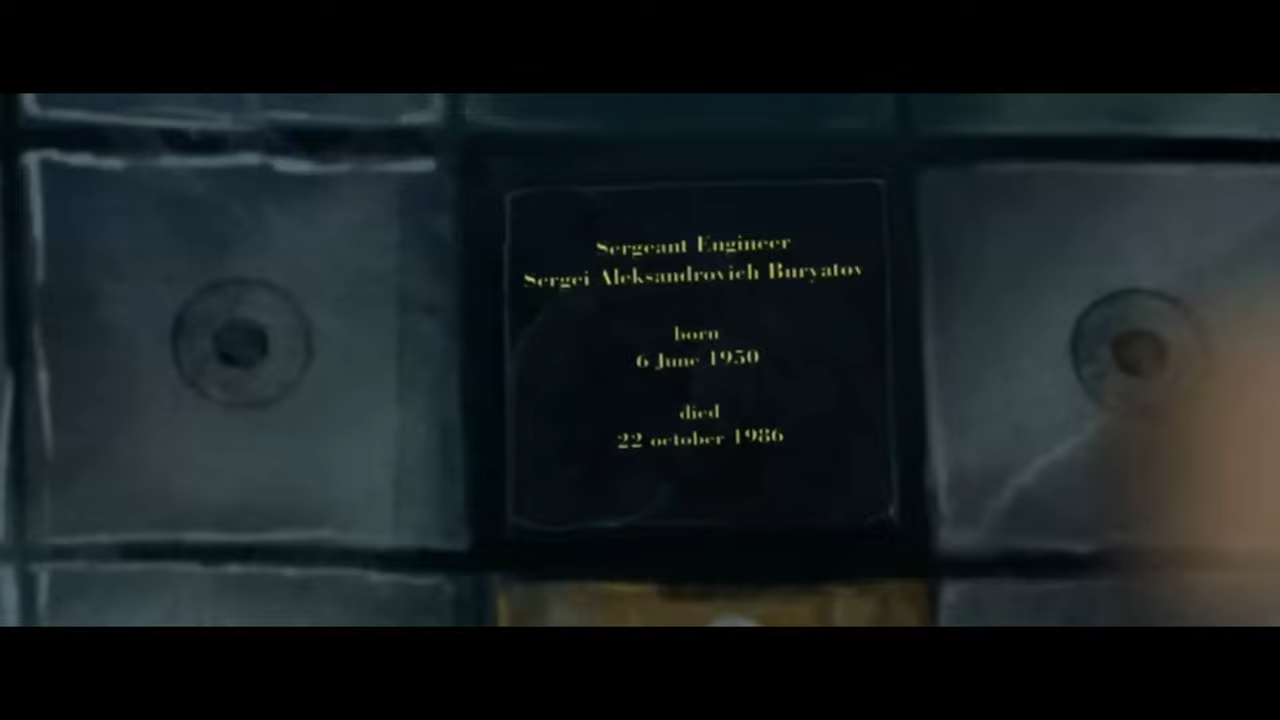 Sergeant Engineer
Sergei Aleksandrovich Buryatov
born
6 June 1950
died
22 october 1986